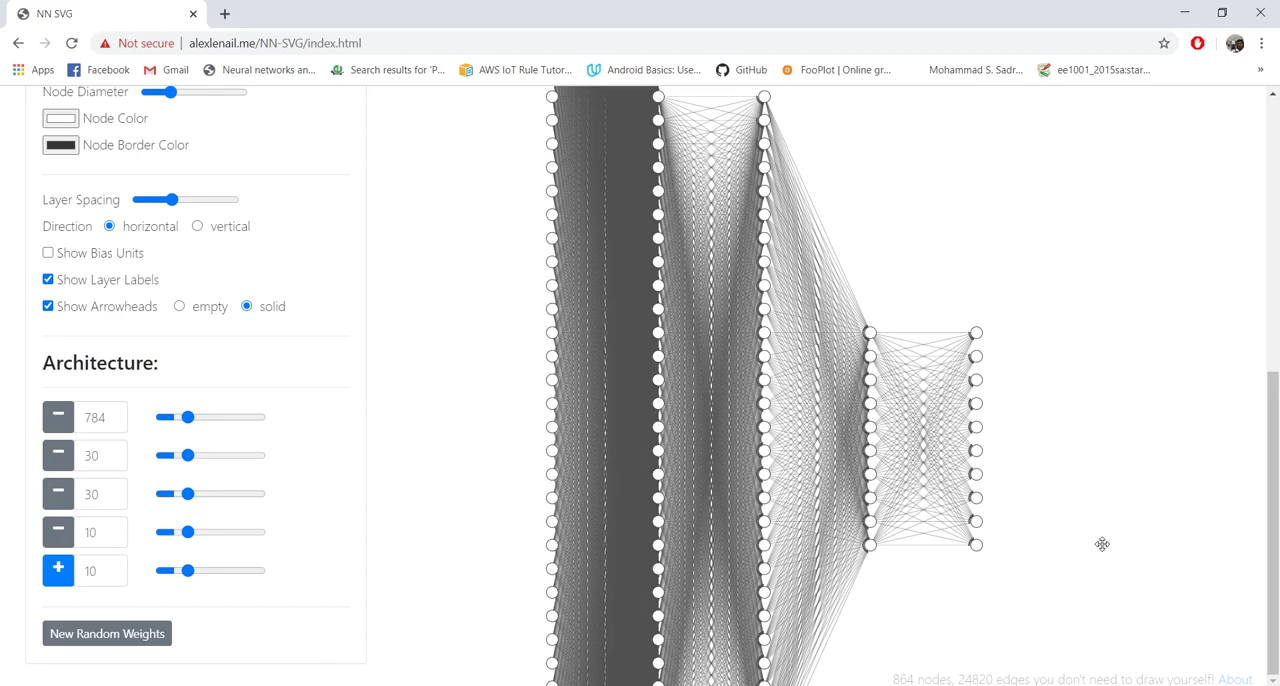 NN SVG
Not secure | alexlenail.me/NN-SVG/index.html
Apps Facebook Gmail Neural networks an... Search results for 'P... AWS IoT Rule Tutor... Android Basics: Use... GitHub FooPlot | Online gr... Mohammad S. Sadr... ee1001_2015sa:star... »
Node Diameter
Node Color
Node Border Color
Layer Spacing
Direction horizontal vertical
Show Bias Units
Show Layer Labels
Show Arrowheads empty solid
Architecture:
784
30
30
10
10
New Random Weights
864 nodes, 24820 edges you don't need to draw yourself! About